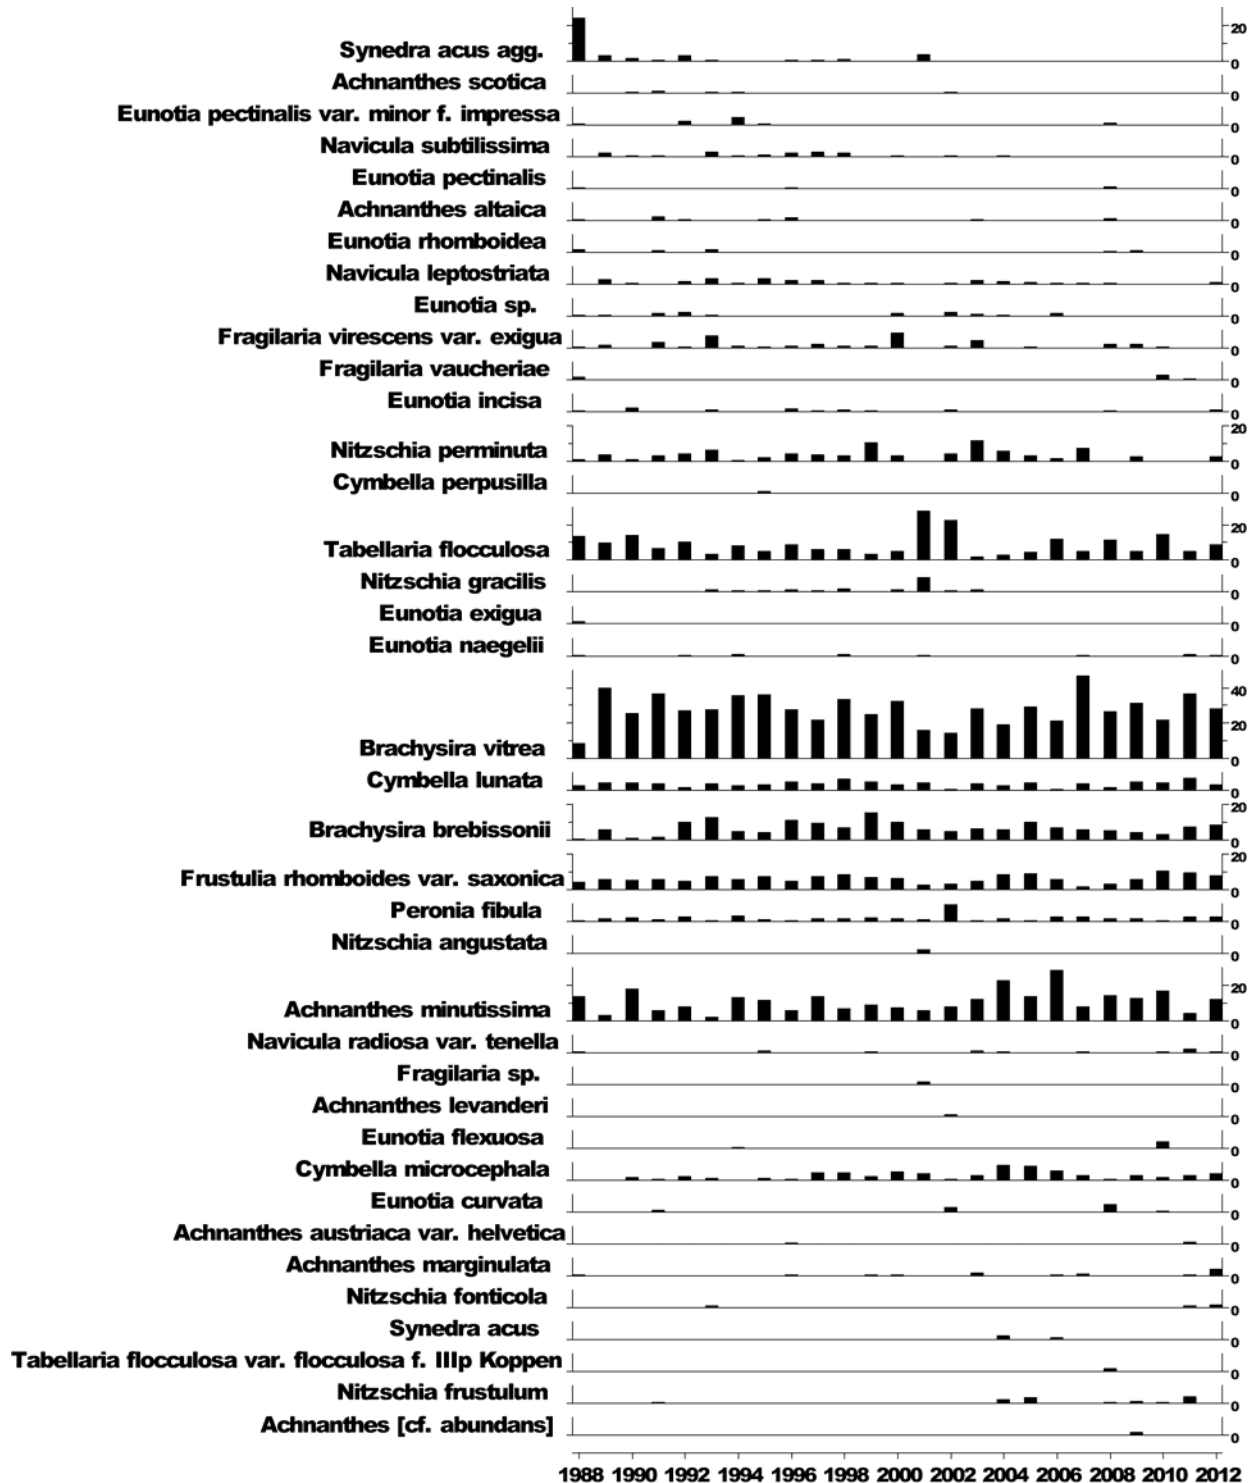 20
Synedra acus agg. 0
Achnanthes scotica 0
Eunotia pectinalis var. minor f. impressa 0
Navicula subtilissima 0
Eunotia pectinalis 0
Achnanthes altaica 0
Eunotia rhomboidea 0
Navicula leptostriata 0
Eunotia sp. 0
Fragilaria virescens var. exigua 0
Fragilaria vaucheriae 0
Eunotia incisa 0
20
Nitzschia perminuta 0
Cymbella perpusilla 0
20
Tabellaria flocculosa 0
Nitzschia gracilis 0
Eunotia exigua 0
Eunotia naegelii 0
40
20
Brachysira vitrea 0
Cymbella lunata 0
20
Brachysira brebissonii 0
20
Frustulia rhomboides var. saxonica 0
Peronia fibula 0
Nitzschia angustata 0
20
Achnanthes minutissima 0
Navicula radiosa var. tenella 0
Fragilaria sp. 0
Achnanthes levanderi 0
Eunotia flexuosa 0
Cymbella microcephala 0
Eunotia curvata 0
Achnanthes austriaca var. helvetica 0
Achnanthes marginulata 0
Nitzschia fonticola 0
Synedra acus 0
Tabellaria flocculosa var. flocculosa f. IIIp Koppen 0
Nitzschia frustulum 0
Achnanthes [cf. abundans] 0
1988 1990 1992 1994 1996 1998 2000 2002 2004 2006 2008 2010 2012